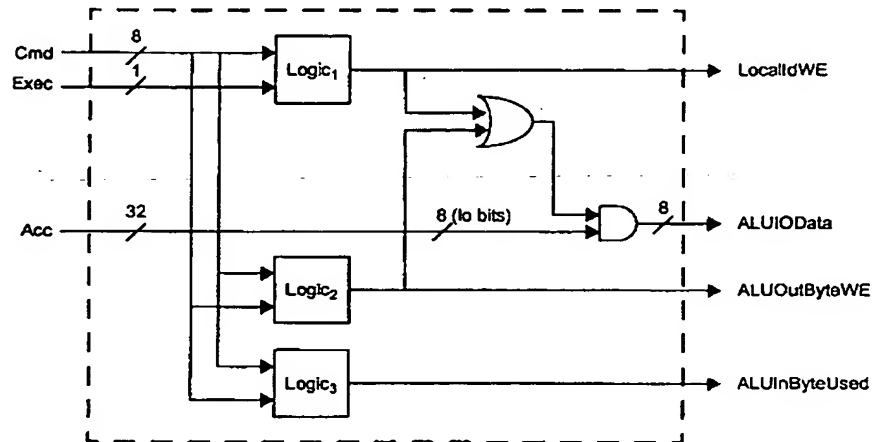 Cmd
8
Exec
1
Logic1
LocalIdWE
Acc
32
8 (lo bits)
8
ALUIOData
Logic2
ALUOutByteWE
Logic3
ALUInByteUsed